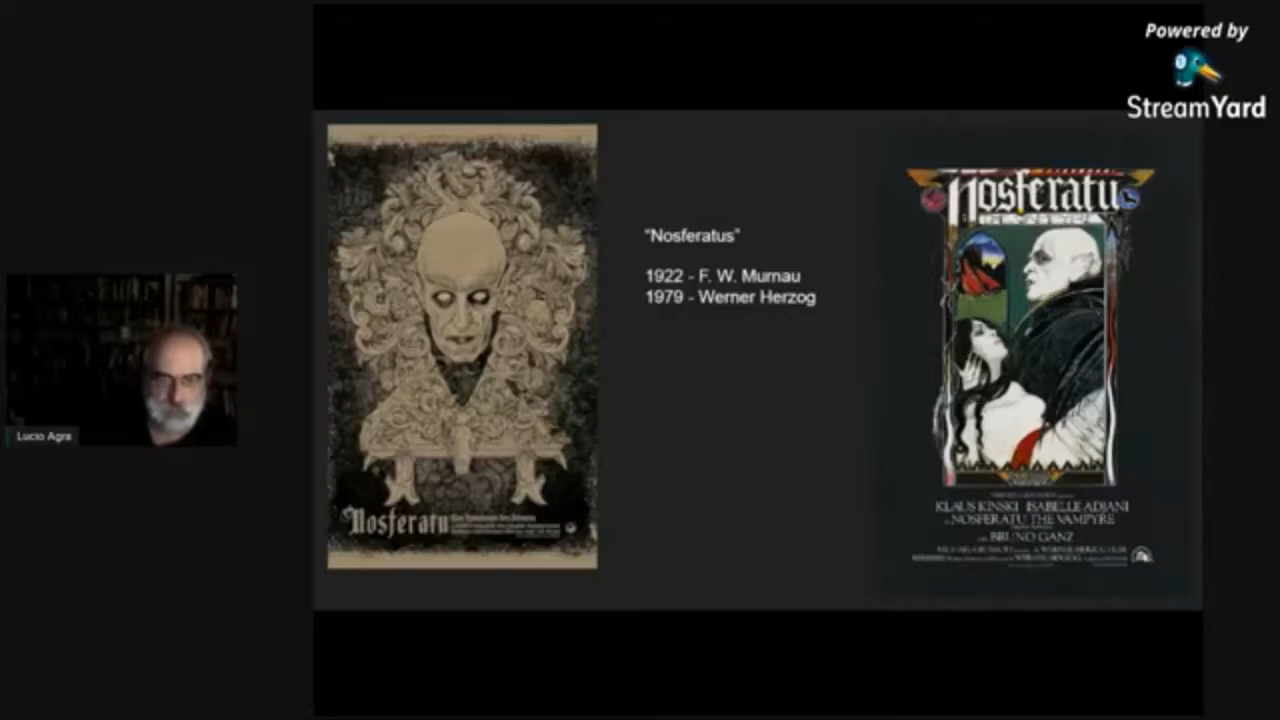 Powered by
StreamYard
Lucio Agra
Nosferatu
"Nosferatus"
1922 - F. W. Murnau
1979 - Werner Herzog
Nosferatu
KLAUS KINSKI ISABELLE ADJANI
NOSFERATU THE VAMPYRE
BRUNO GANZ